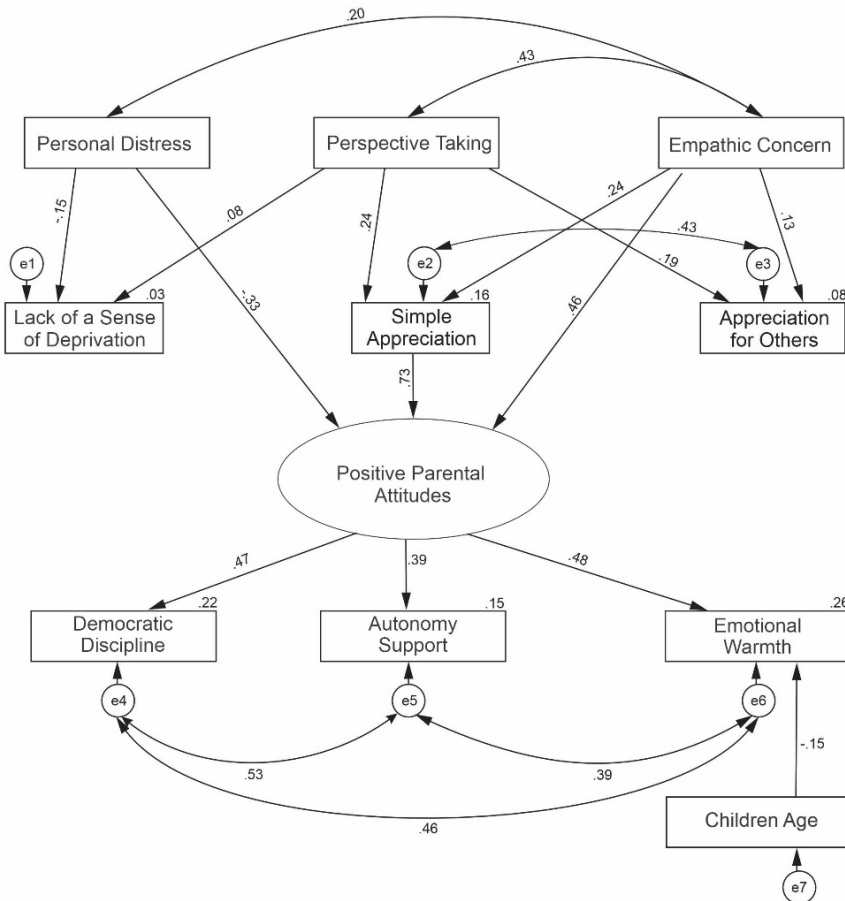 .20
.43
Personal Distress
Perspective Taking
Empathic Concern
-.15
.08
.24
.24
.13
e1
e2
.43
e3
.19
.03
-.33
.16
.46
.08
Lack of a Sense
of Deprivation
Simple
Appreciation
Appreciation
for Others
.73
Positive Parental
Attitudes
.47
.39
.48
.22
.15
.26
Democratic
Discipline
Autonomy
Support
Emotional
Warmth
e4
e5
e6
.53
.39
-.15
.46
Children Age
e7